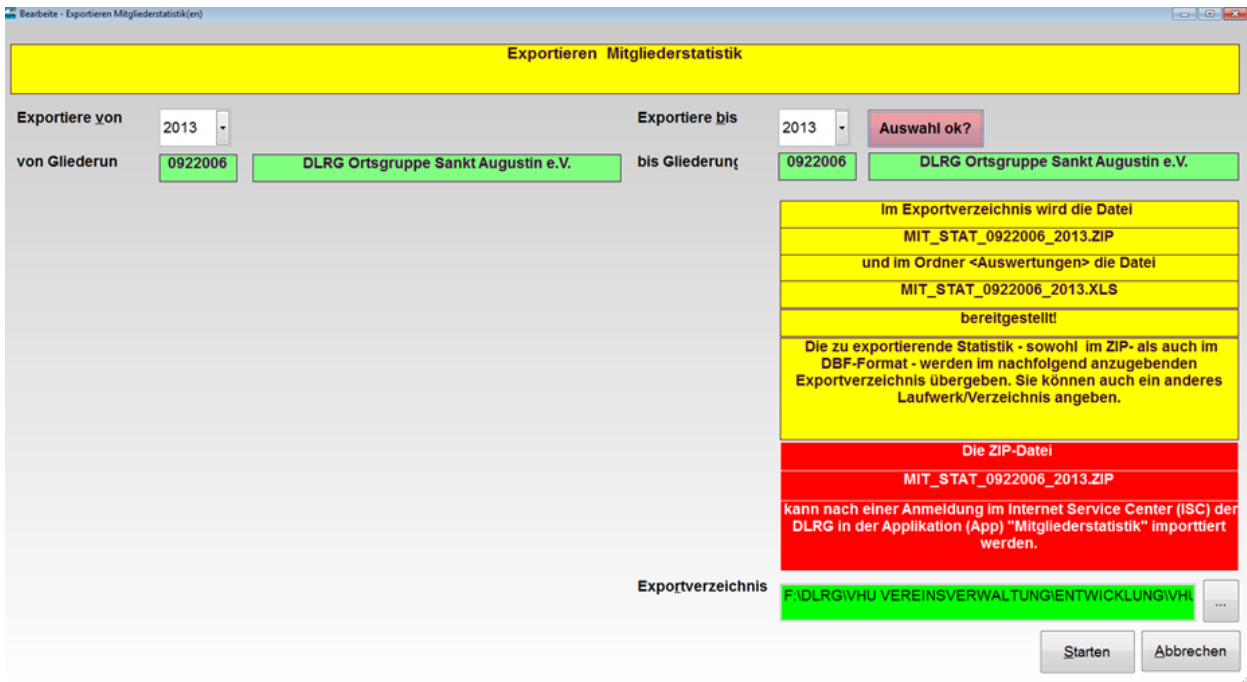 Bearbeite - Exportieren Mitgliederstatistik(en)
Exportieren Mitgliederstatistik
Exportiere von
2013
Exportiere bis
2013
Auswahl ok?
von Gliederun
0922006
DLRG Ortsgruppe Sankt Augustin e.V.
bis Gliederung
0922006
DLRG Ortsgruppe Sankt Augustin e.V.
Im Exportverzeichnis wird die Datei
MIT_STAT_0922006_2013.ZIP
und im Ordner <Auswertungen> die Datei
MIT_STAT_0922006_2013.XLS
bereitgestellt!
Die zu exportierende Statistik - sowohl im ZIP- als auch im
DBF-Format - werden im nachfolgend anzugebenden
Exportverzeichnis übergeben. Sie können auch ein anderes
Laufwerk/Verzeichnis angeben.
Die ZIP-Datei
MIT_STAT_0922006_2013.ZIP
kann nach einer Anmeldung im Internet Service Center (ISC) der
DLRG in der Applikation (App) "Mitgliederstatistik" importtiert
werden.
Exportverzeichnis
F:\DLRG\VHU VEREINSVERWALTUNG\ENTWICKLUNG\VHU
...
Starten
Abbrechen